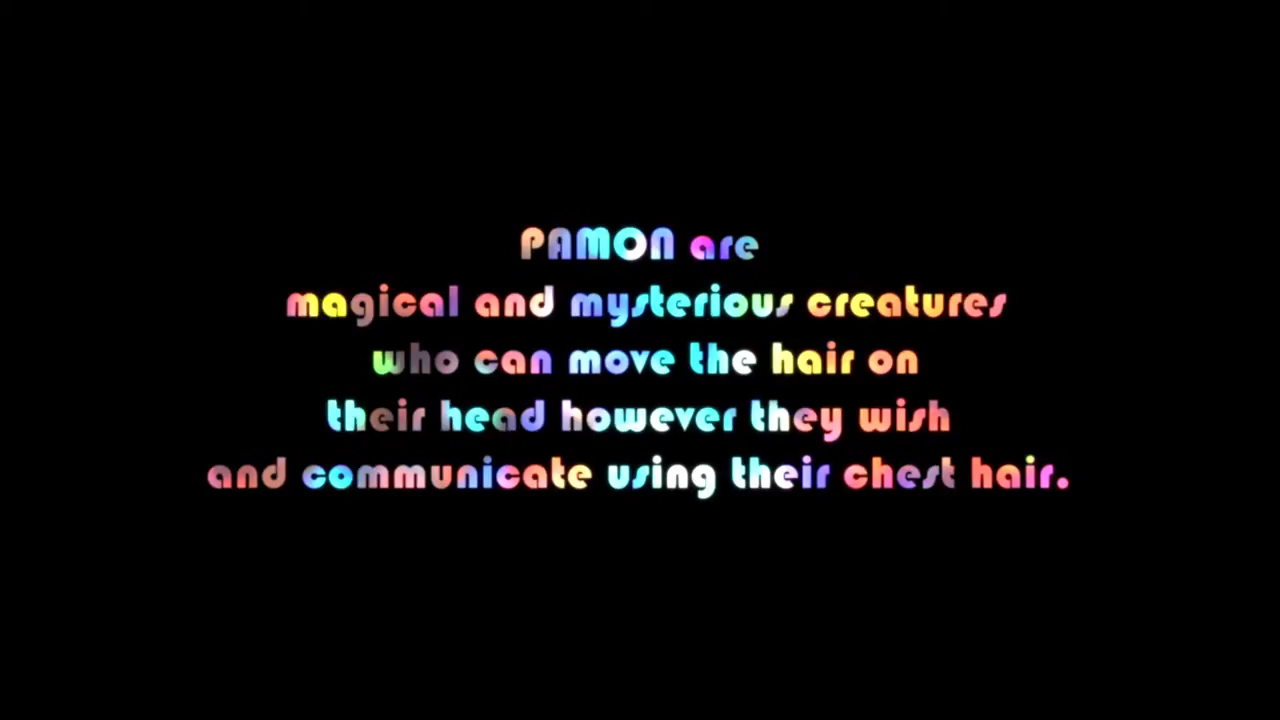 PAMON are
magical and mysterious creatures
who can move the hair on
their head however they wish
and communicate using their chest hair.